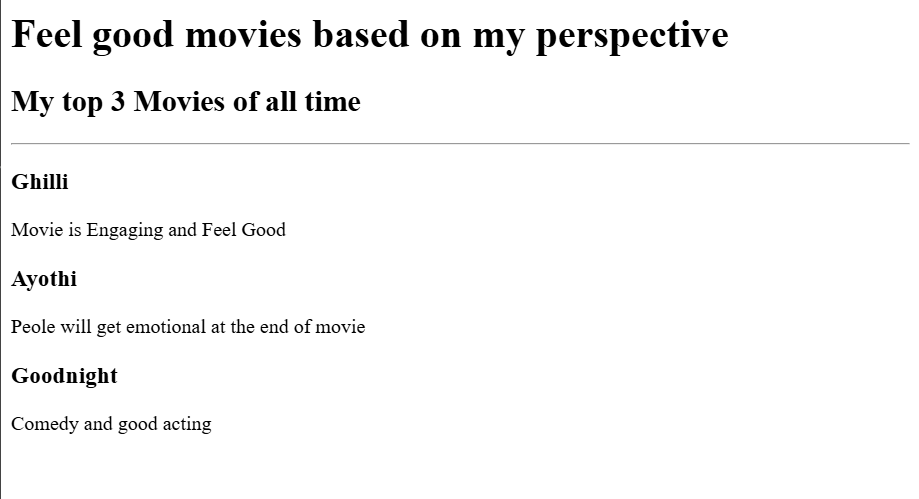 Feel good movies based on my perspective
My top 3 Movies of all time
Ghilli
Movie is Engaging and Feel Good
Ayothi
Peole will get emotional at the end of movie
Goodnight
Comedy and good acting